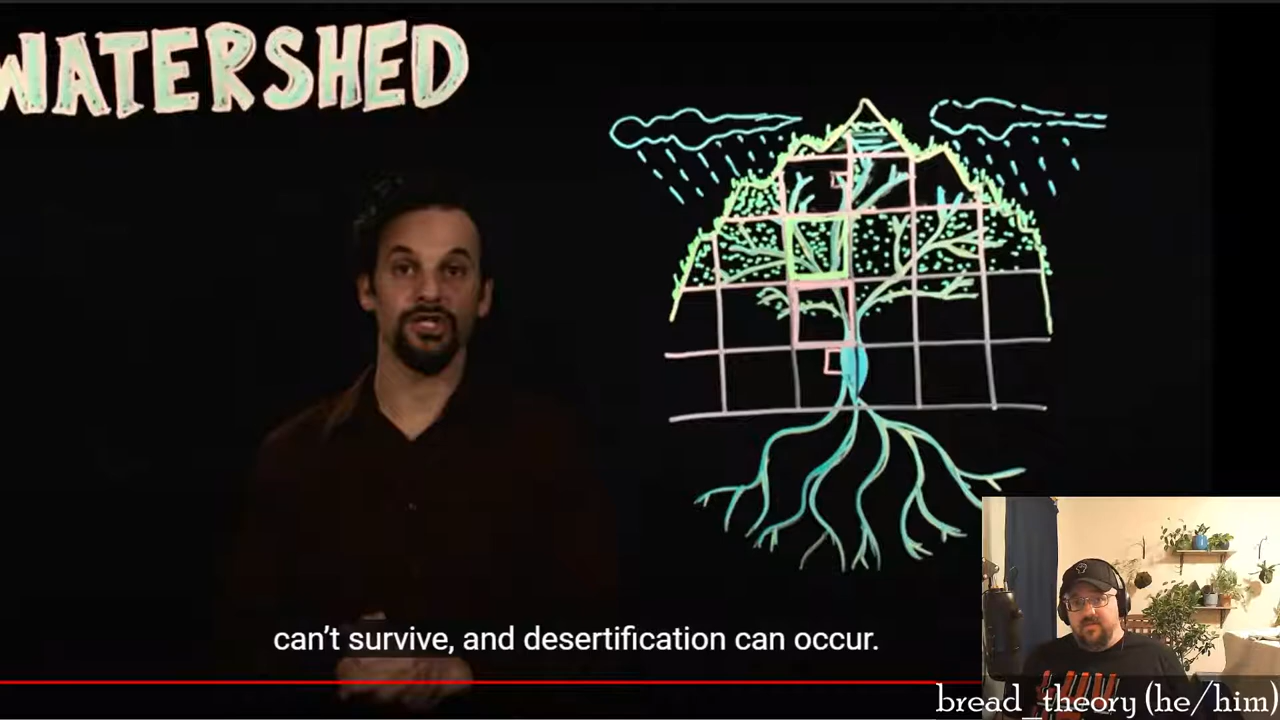 WATERSHED
can't survive, and desertification can occur.
bread_theory (he/him)